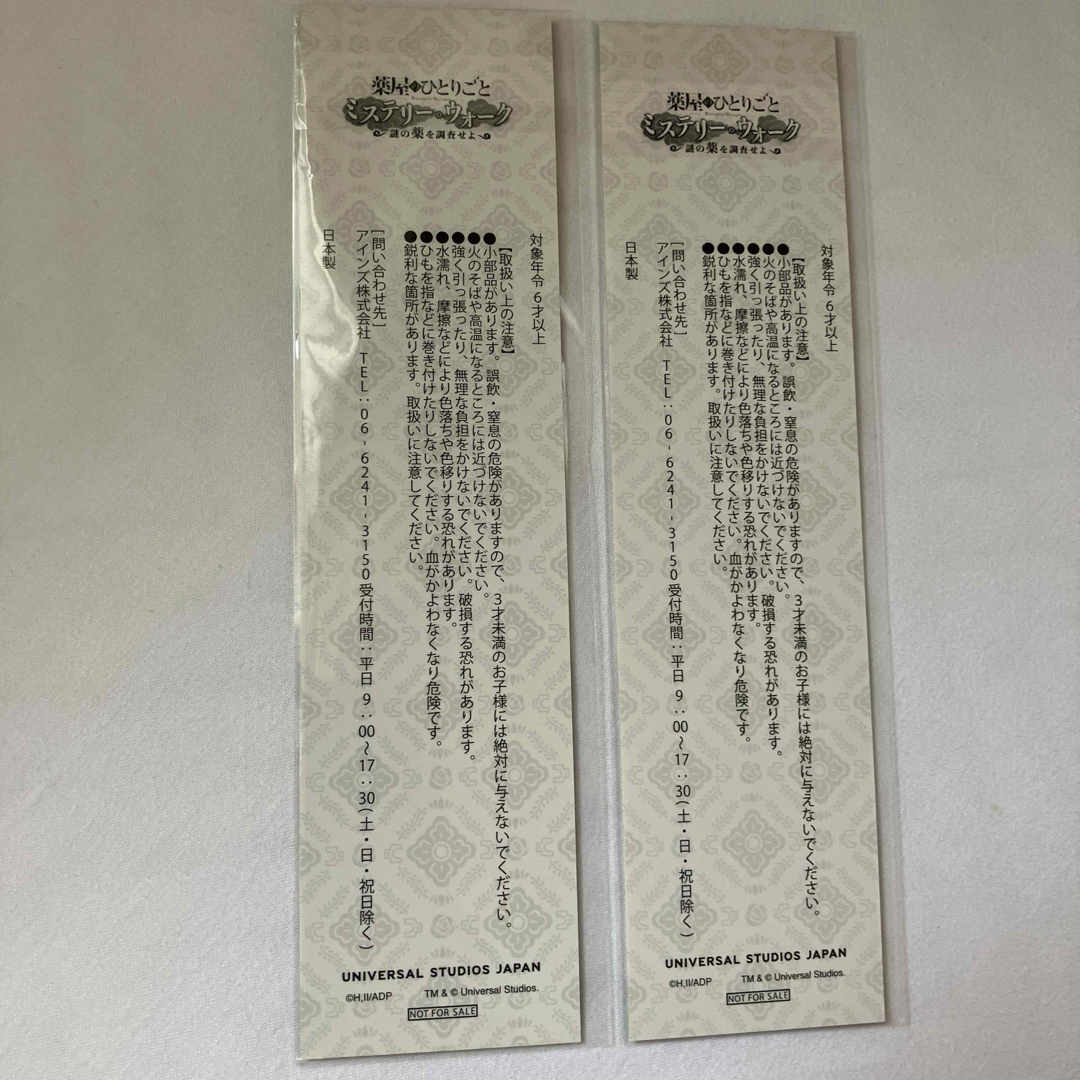 薬屋のひとりごと
ミステリー・ウォーク
謎の薬を調査せよ
対象年令 6才以上
【取扱い上の注意】
●小部品があります。誤飲・窒息の危険がありますので、3才未満のお子様には絶対に与えないでください。
●火のそばや高温になるところには近づけないでください。
●強く引っ張ったり、無理な負担をかけないでください。破損する恐れがあります。
●水濡れ、摩擦などにより色落ちや色移りする恐れがあります。
●ひもを指などに巻き付けたりしないでください。血がかよわなくなり危険です。
●鋭利な箇所があります。取扱いに注意してください。
[問い合わせ先]
アインズ株式会社 TEL:06-6241-3150受付時間:平日 9:00~17:30(土・日・祝日除く)
日本製
UNIVERSAL STUDIOS JAPAN
©H,II/ADP TM & © Universal Studios.
NOT FOR SALE
薬屋のひとりごと
ミステリー・ウォーク
謎の薬を調査せよ
対象年令 6才以上
【取扱い上の注意】
●小部品があります。誤飲・窒息の危険がありますので、3才未満のお子様には絶対に与えないでください。
●火のそばや高温になるところには近づけないでください。
●強く引っ張ったり、無理な負担をかけないでください。破損する恐れがあります。
●水濡れ、摩擦などにより色落ちや色移りする恐れがあります。
●ひもを指などに巻き付けたりしないでください。血がかよわなくなり危険です。
●鋭利な箇所があります。取扱いに注意してください。
[問い合わせ先]
アインズ株式会社 TEL:06-6241-3150受付時間:平日 9:00~17:30(土・日・祝日除く)
日本製
UNIVERSAL STUDIOS JAPAN
©H,II/ADP TM & © Universal Studios.
NOT FOR SALE